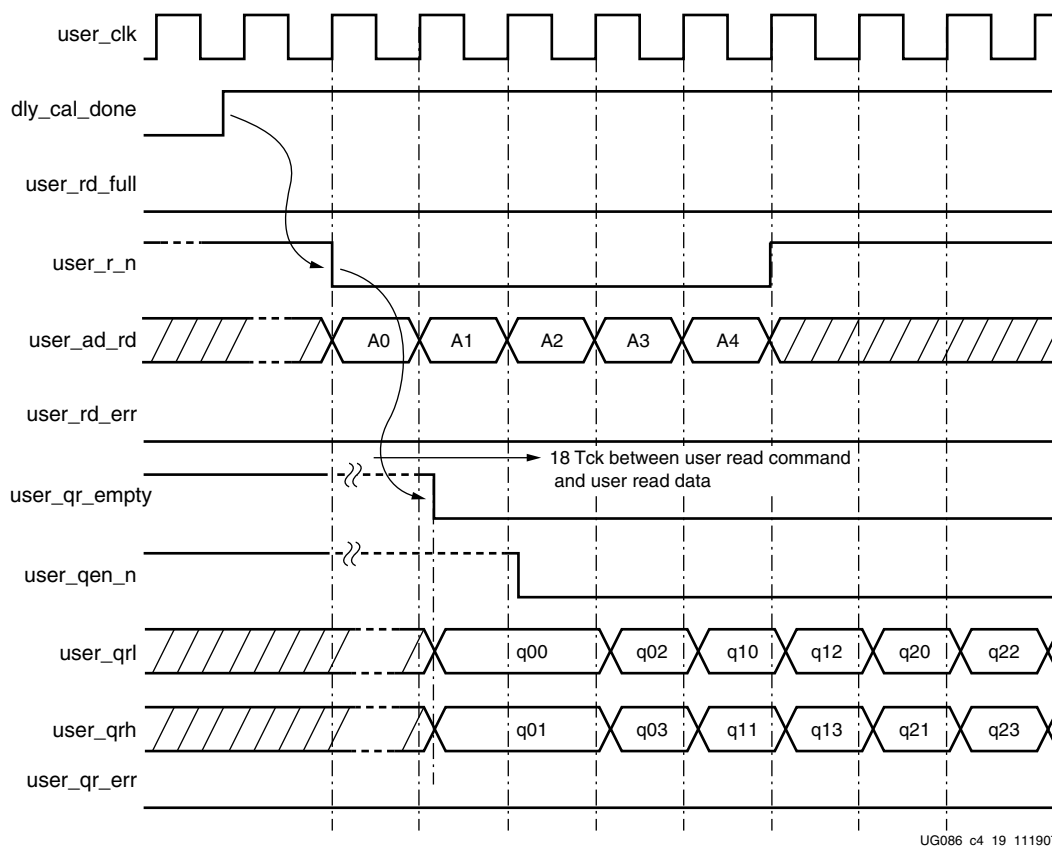 user_clk
dly_cal_done
user_rd_full
user_r_n
user_ad_rd
A0 A1 A2 A3 A4
user_rd_err
18 Tck between user read command
and user read data
user_qr_empty
user_qen_n
user_qrl
q00 q02 q10 q12 q20 q22
user_qrh
q01 q03 q11 q13 q21 q23
user_qr_err
UG086_c4_19_111907